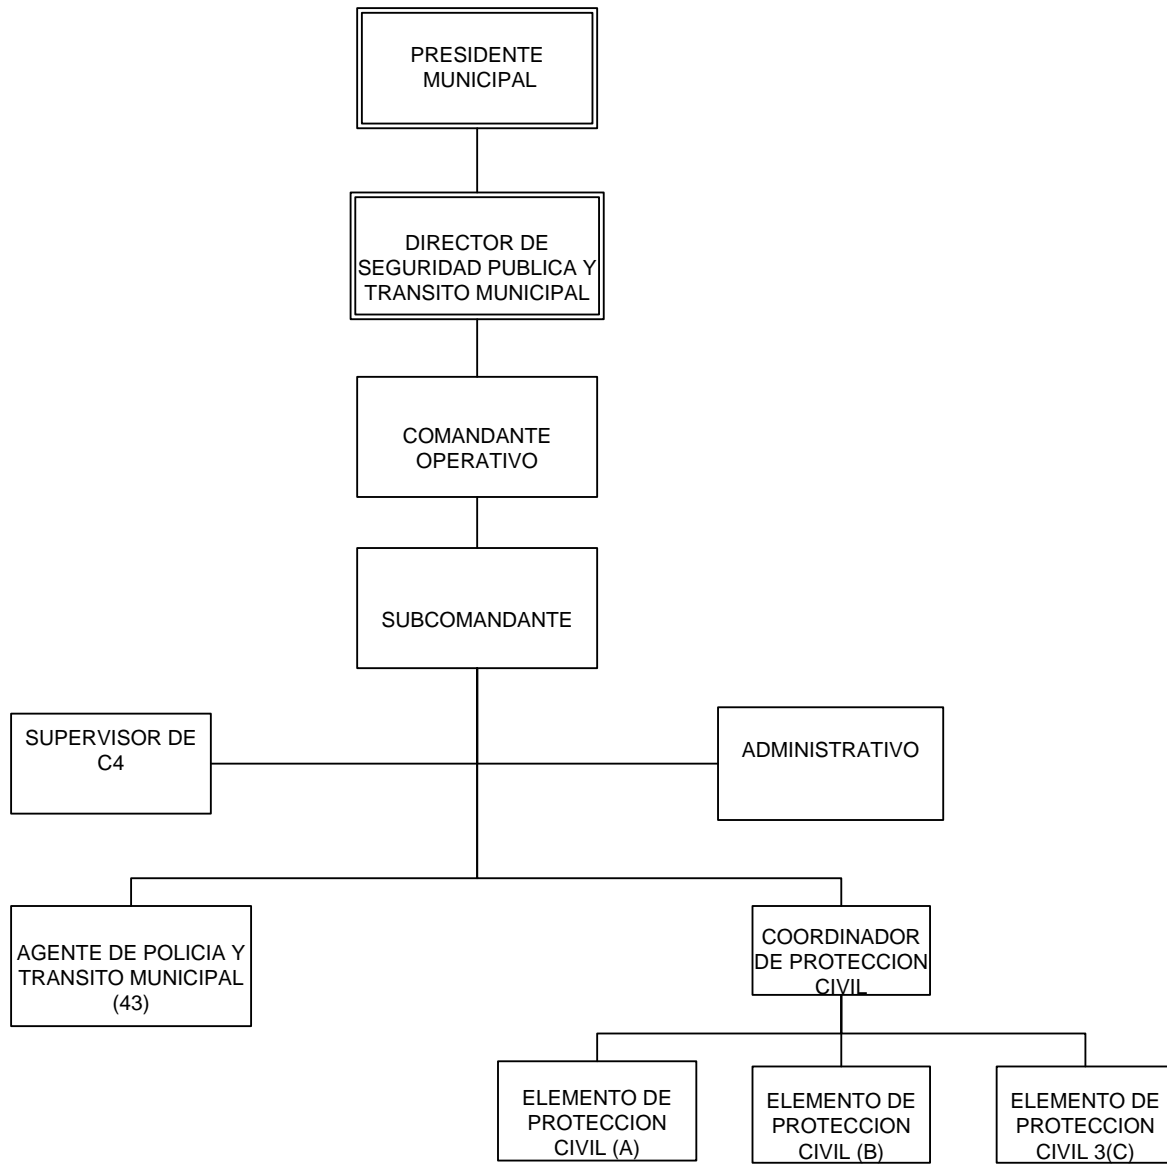 PRESIDENTE
MUNICIPAL
DIRECTOR DE
SEGURIDAD PUBLICA Y
TRANSITO MUNICIPAL
COMANDANTE
OPERATIVO
SUBCOMANDANTE
SUPERVISOR DE
C4
ADMINISTRATIVO
AGENTE DE POLICIA Y
TRANSITO MUNICIPAL
(43)
COORDINADOR
DE PROTECCION
CIVIL
ELEMENTO DE
PROTECCION
CIVIL (A)
ELEMENTO DE
PROTECCION
CIVIL (B)
ELEMENTO DE
PROTECCION
CIVIL 3(C)